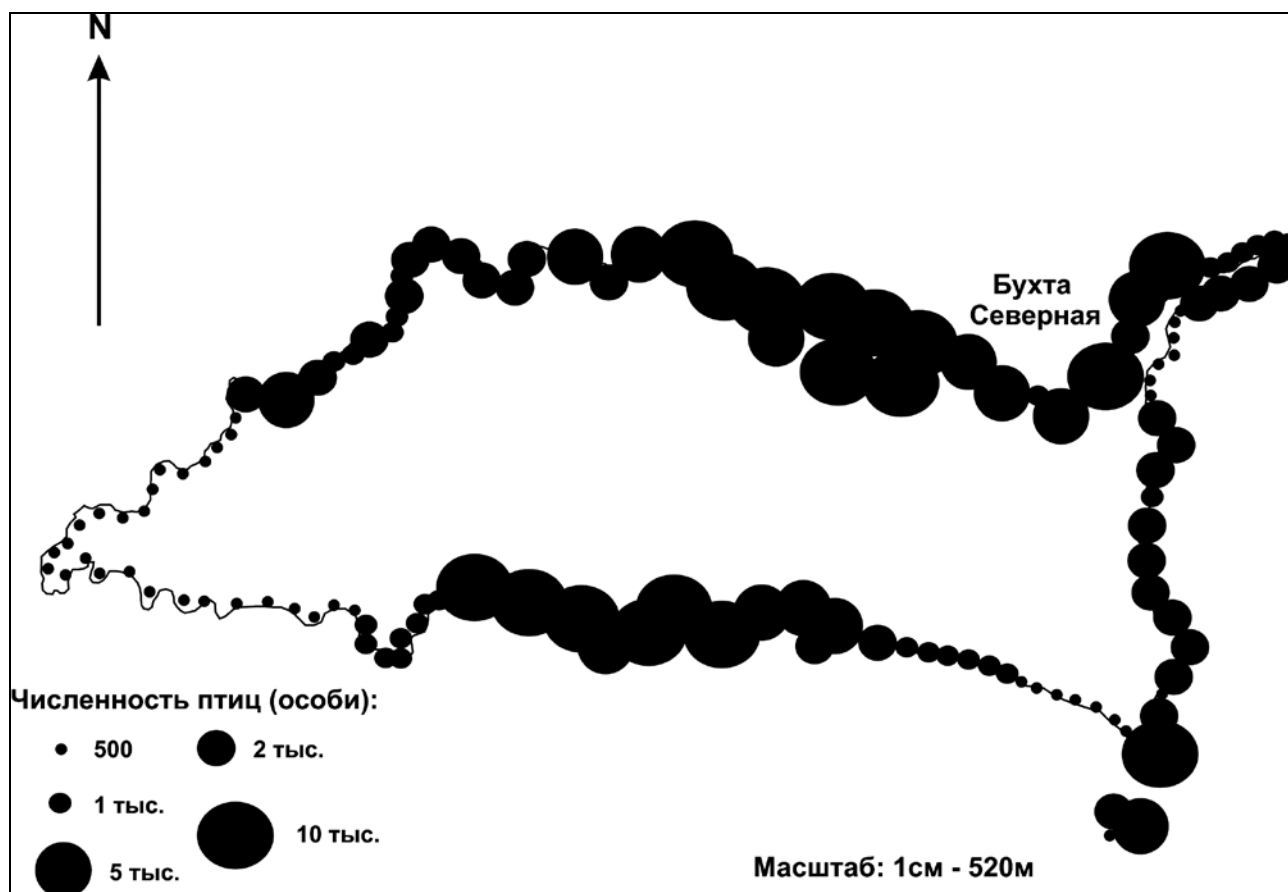 N
Бухта
Северная
Численность птиц (особи):
500
2 тыс.
1 тыс.
10 тыс.
5 тыс.
Масштаб: 1см - 520м